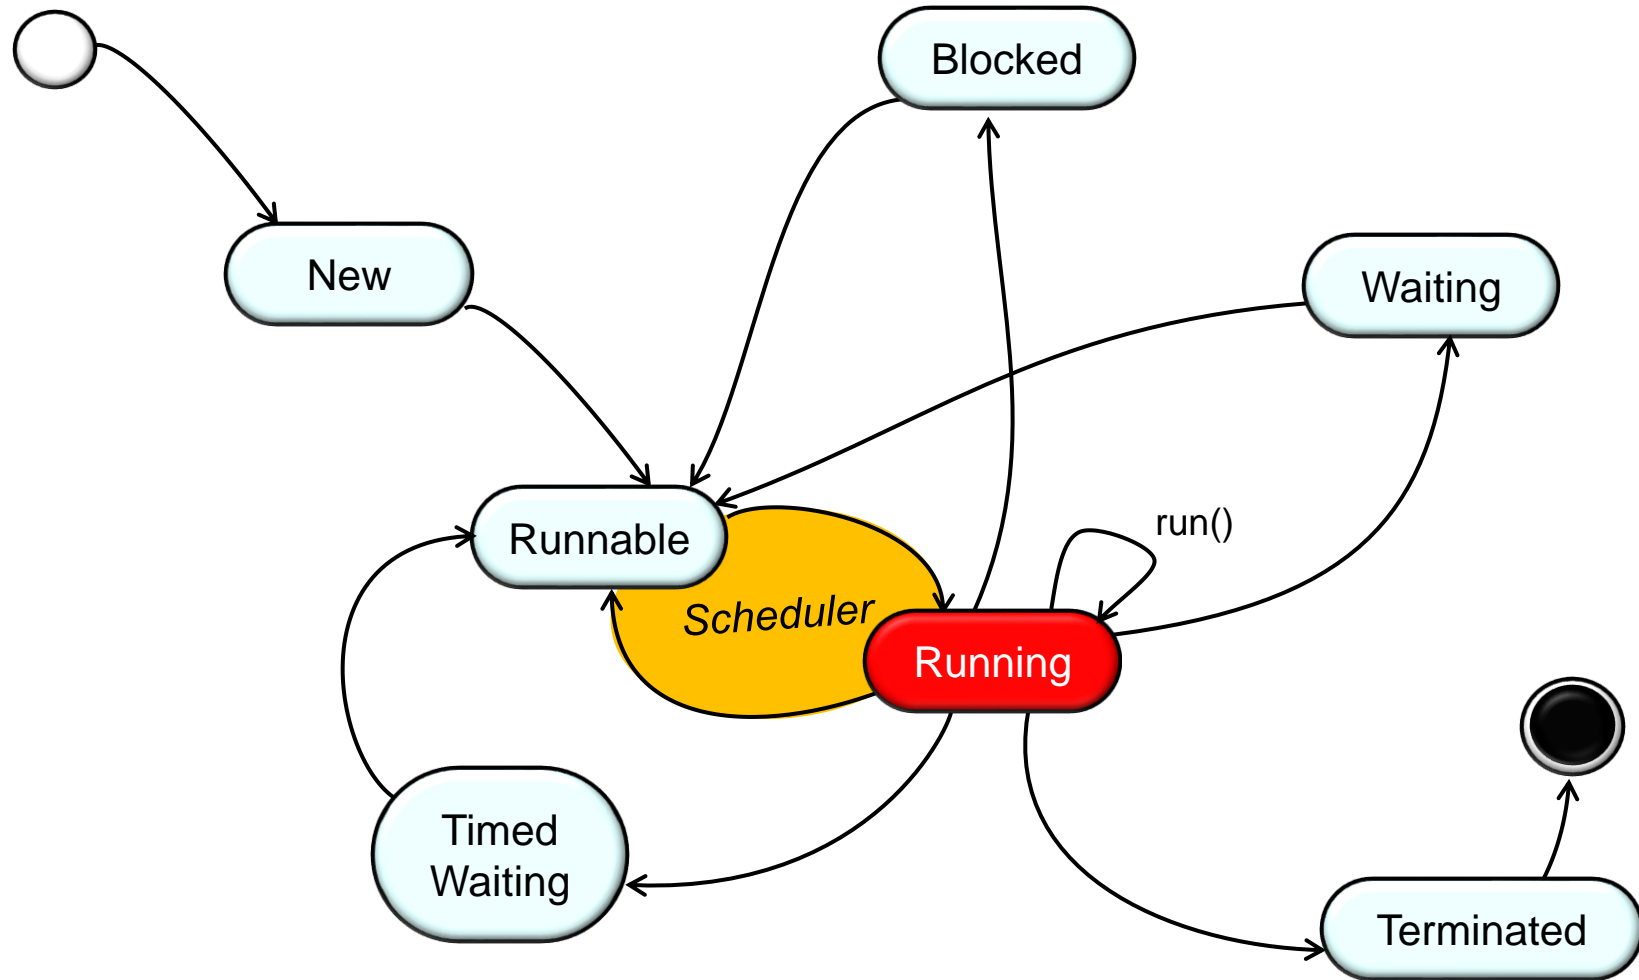 Blocked
New
Waiting
Runnable
run()
Scheduler
Running
Timed
Waiting
Terminated